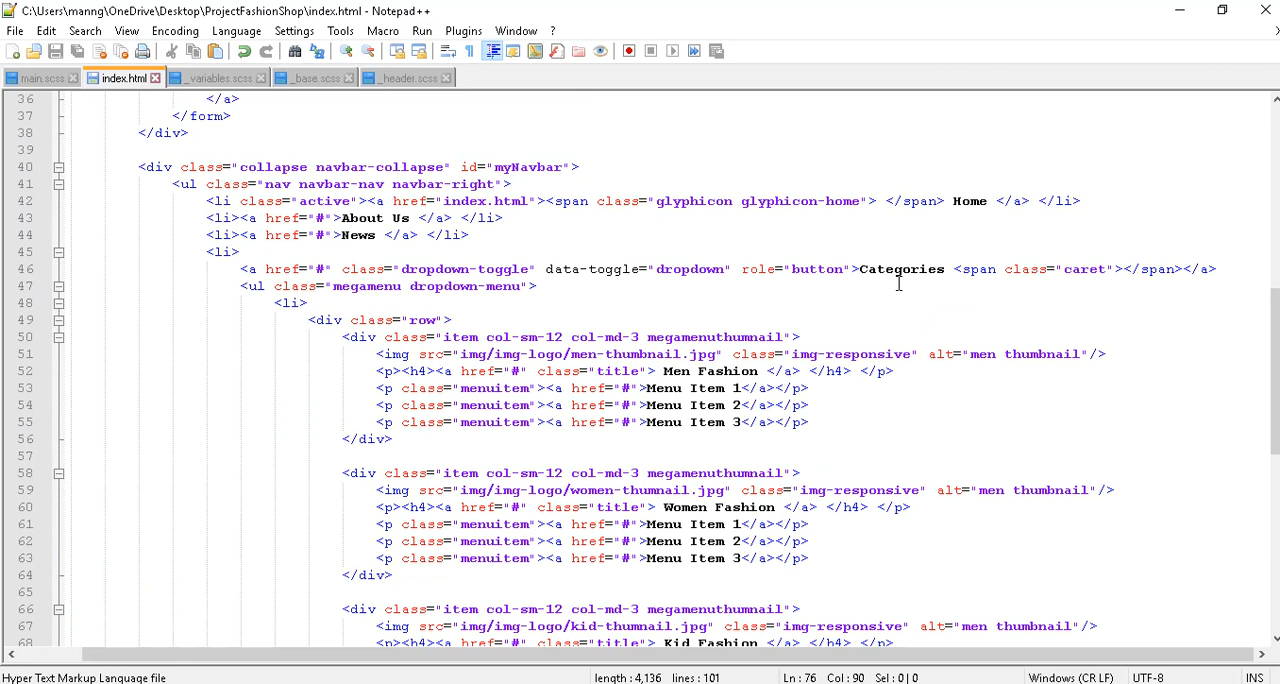 C:\Users\manng\OneDrive\Desktop\ProjectFashionShop\index.html - Notepad++
File Edit Search View Encoding Language Settings Tools Macro Run Plugins Window ?
main.scss index.html _variables.scss _base.scss _header.scss
36 </a>
37 </form>
38 </div>
39
40 <div class="collapse navbar-collapse" id="myNavbar">
41 <ul class="nav navbar-nav navbar-right">
42 <li class="active"><a href="index.html"><span class="glyphicon glyphicon-home"> </span> Home </a> </li>
43 <li><a href="#">About Us </a> </li>
44 <li><a href="#">News </a> </li>
45 <li>
46 <a href="#" class="dropdown-toggle" data-toggle="dropdown" role="button">Categories <span class="caret"></span></a>
47 <ul class="megamenu dropdown-menu">
48 <li>
49 <div class="row">
50 <div class="item col-sm-12 col-md-3 megamenuthumnail">
51 <img src="img/img-logo/men-thumbnail.jpg" class="img-responsive" alt="men thumbnail"/>
52 <p><h4><a href="#" class="title"> Men Fashion </a> </h4> </p>
53 <p class="menuitem"><a href="#">Menu Item 1</a></p>
54 <p class="menuitem"><a href="#">Menu Item 2</a></p>
55 <p class="menuitem"><a href="#">Menu Item 3</a></p>
56 </div>
57
58 <div class="item col-sm-12 col-md-3 megamenuthumnail">
59 <img src="img/img-logo/women-thumnail.jpg" class="img-responsive" alt="men thumbnail"/>
60 <p><h4><a href="#" class="title"> Women Fashion </a> </h4> </p>
61 <p class="menuitem"><a href="#">Menu Item 1</a></p>
62 <p class="menuitem"><a href="#">Menu Item 2</a></p>
63 <p class="menuitem"><a href="#">Menu Item 3</a></p>
64 </div>
65
66 <div class="item col-sm-12 col-md-3 megamenuthumnail">
67 <img src="img/img-logo/kid-thumnail.jpg" class="img-responsive" alt="men thumbnail"/>
68 <p><h4><a href="#" class="title"> Kid Fashion </a> </h4> </p>
Hyper Text Markup Language file length : 4,136 lines : 101 Ln : 76 Col : 90 Sel : 0 | 0 Windows (CR LF) UTF-8 INS